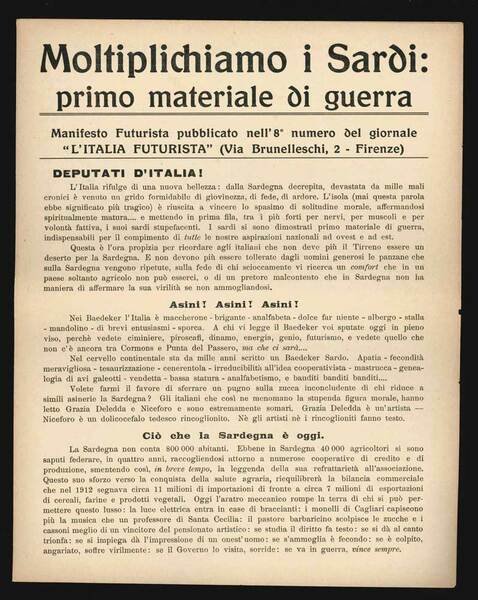 Moltiplichiamo i Sardi:
primo materiale di guerra
Manifesto Futurista pubblicato nell'8° numero del giornale
"L'ITALIA FUTURISTA" (Via Brunelleschi, 2 - Firenze)
DEPUTATI D'ITALIA!
L'Italia rifulge di una nuova bellezza: dalla Sardegna decrepita, devastata da mille mali
cronici è venuto un grido formidabile di giovinezza, di fede, di ardore. L'isola (mai questa parola
ebbe significato più tragico) è riuscita a vincere lo spasimo di solitudine morale, affermandosi
spiritualmente matura.... e mettendo in prima fila, tra i più forti per nervi, per muscoli e per
volontà fattiva, i suoi sardi stupefacenti. I sardi si sono dimostrati primo materiale di guerra,
indispensabili per il compimento di tutte le nostre aspirazioni nazionali ad ovest e ad est.
Questa è l'ora propizia per ricordare agli italiani che non deve più il Tirreno essere un
deserto per la Sardegna. E non devono più essere tollerate dagli uomini generosi le panzane che
sulla Sardegna vengono ripetute, sulla fede di chi scioccamente vi ricerca un comfort che in un
paese soltanto agricolo non può esserci, o di un pretore malcontento che in Sardegna non ha
maniera di affermare la sua virilità se non ammogliandosi.
Asini! Asini! Asini!
Nei Baedeker l'Italia è maccherone - brigante - analfabeta - dolce far niente - albergo - stalla
- mandolino - di brevi entusiasmi - sporca. A chi vi legge il Baedeker voi sputate oggi in pieno
viso, perchè vedete ciminiere, piroscafi, dinamo, energia, genio, futurismo, e vedete quello che
non c'è ancora tra Cormons e Punta del Passero, ma che ci sarà....
Nel cervello continentale sta da mille anni scritto un Baedeker Sardo. Apatia - fecondità
meravigliosa - tesaurizzazione - cenerentola - irreducibilità all'idea cooperativista - mastrucca - genea-
logia di avi galeotti - vendetta - bassa statura - analfabetismo, e banditi banditi banditi....
Volete farmi il favore di sferrare un pugno sulla zucca inconcludente di chi riduce a
simili asinerie la Sardegna? Gli italiani che così ne menomano la stupenda figura morale, hanno
letto Grazia Deledda e Niceforo e sono estremamente somari. Grazia Deledda è un'artista —
Niceforo è un dolicocefalo tedesco rincoglionito. Nè gli artisti nè i rincoglioniti fanno testo.
Ciò che la Sardegna è oggi.
La Sardegna non conta 800 000 abitanti. Ebbene in Sardegna 40 000 agricoltori si sono
saputi federare, in quattro anni, raccogliendosi attorno a numerose cooperative di credito e di
produzione, smentendo così, in breve tempo, la leggenda della sua refrattarietà all'associazione.
Questo suo sforzo verso la conquista della salute agraria, riequilibrerà la bilancia commerciale
che nel 1912 segnava circa 11 milioni di importazioni di fronte a circa 7 milioni di esportazioni
di cereali, farine e prodotti vegetali. Oggi l'aratro meccanico rompe la terra di chi si può per-
mettere questo lusso: la luce elettrica entra in case di braccianti: i monelli di Cagliari capiscono
più la musica che un professore di Santa Cecilia: il pastore barbaricino scolpisce le zucche e i
cassoni meglio di un vincitore del pensionato artistico: se studia il diritto fa testo: se si dà al canto
trionfa: se si impiega dà l'impressione di un onest'uomo: se s'ammoglia è fecondo: se è colpito,
angariato, soffre virilmente: se il Governo lo visita, sorride: se va in guerra, vince sempre.